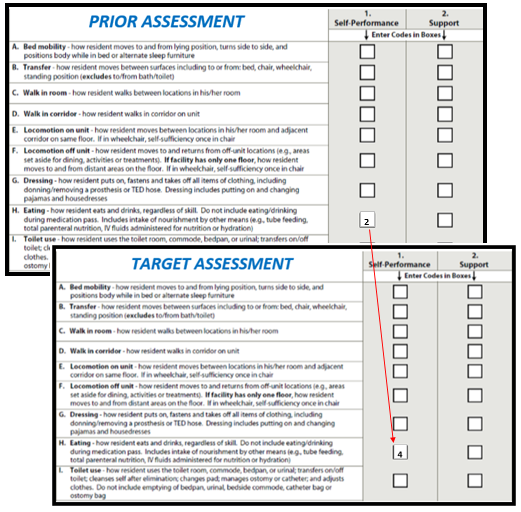 PRIOR ASSESSMENT
1. Self-Performance
2. Support
Enter Codes in Boxes
A. Bed mobility - how resident moves to and from lying position, turns side to side, and
positions body while in bed or alternate sleep furniture
B. Transfer - how resident moves between surfaces including to or from: bed, chair, wheelchair,
standing position (excludes to/from bath/toilet)
C. Walk in room - how resident walks between locations in his/her room
D. Walk in corridor - how resident walks in corridor on unit
E. Locomotion on unit - how resident moves between locations in his/her room and adjacent
corridor on same floor. If in wheelchair, self-sufficiency once in chair
F. Locomotion off unit - how resident moves to and returns from off-unit locations (e.g., areas
set aside for dining, activities or treatments). If facility has only one floor, how resident
moves to and from distant areas on the floor. If in wheelchair, self-sufficiency once in chair
G. Dressing - how resident puts on, fastens and takes off all items of clothing, including
donning/removing a prosthesis or TED hose. Dressing includes putting on and changing
pajamas and housedresses
H. Eating - how resident eats and drinks, regardless of skill. Do not include eating/drinking
during medication pass. Includes intake of nourishment by other means (e.g., tube feeding,
total parenteral nutrition, IV fluids administered for nutrition or hydration)
2
I. Toilet use - how resident uses the toilet room, commode, bedpan, or urinal; transfers on/off
toilet; cl
clothes.
ostomy
TARGET ASSESSMENT
1. Self-Performance
2. Support
Enter Codes in Boxes
A. Bed mobility - how resident moves to and from lying position, turns side to side, and
positions body while in bed or alternate sleep furniture
B. Transfer - how resident moves between surfaces including to or from: bed, chair, wheelchair,
standing position (excludes to/from bath/toilet)
C. Walk in room - how resident walks between locations in his/her room
D. Walk in corridor - how resident walks in corridor on unit
E. Locomotion on unit - how resident moves between locations in his/her room and adjacent
corridor on same floor. If in wheelchair, self-sufficiency once in chair
F. Locomotion off unit - how resident moves to and returns from off-unit locations (e.g., areas
set aside for dining, activities or treatments). If facility has only one floor, how resident
moves to and from distant areas on the floor. If in wheelchair, self-sufficiency once in chair
G. Dressing - how resident puts on, fastens and takes off all items of clothing, including
donning/removing a prosthesis or TED hose. Dressing includes putting on and changing
pajamas and housedresses
H. Eating - how resident eats and drinks, regardless of skill. Do not include eating/drinking
during medication pass. Includes intake of nourishment by other means (e.g., tube feeding,
total parenteral nutrition, IV fluids administered for nutrition or hydration)
4
I. Toilet use - how resident uses the toilet room, commode, bedpan, or urinal; transfers on/off
toilet; cleanses self after elimination; changes pad; manages ostomy or catheter; and adjusts
clothes. Do not include emptying of bedpan, urinal, bedside commode, catheter bag or
ostomy bag